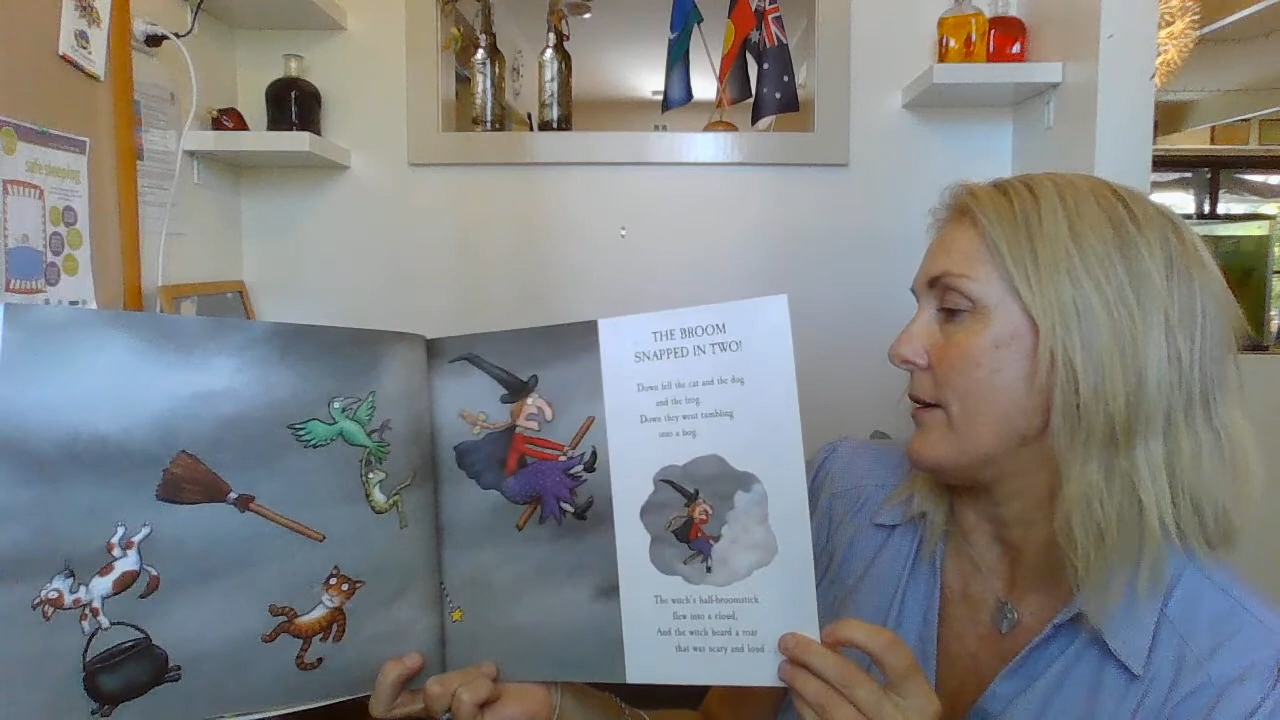 safe sleeping
THE BROOM
SNAPPED IN TWO!
Down fell the cat and the dog
and the frog.
Down they went tumbling
into a bog.
The witch's half-broomstick
flew into a cloud,
And the witch heard a roar
that was scary and loud . . .